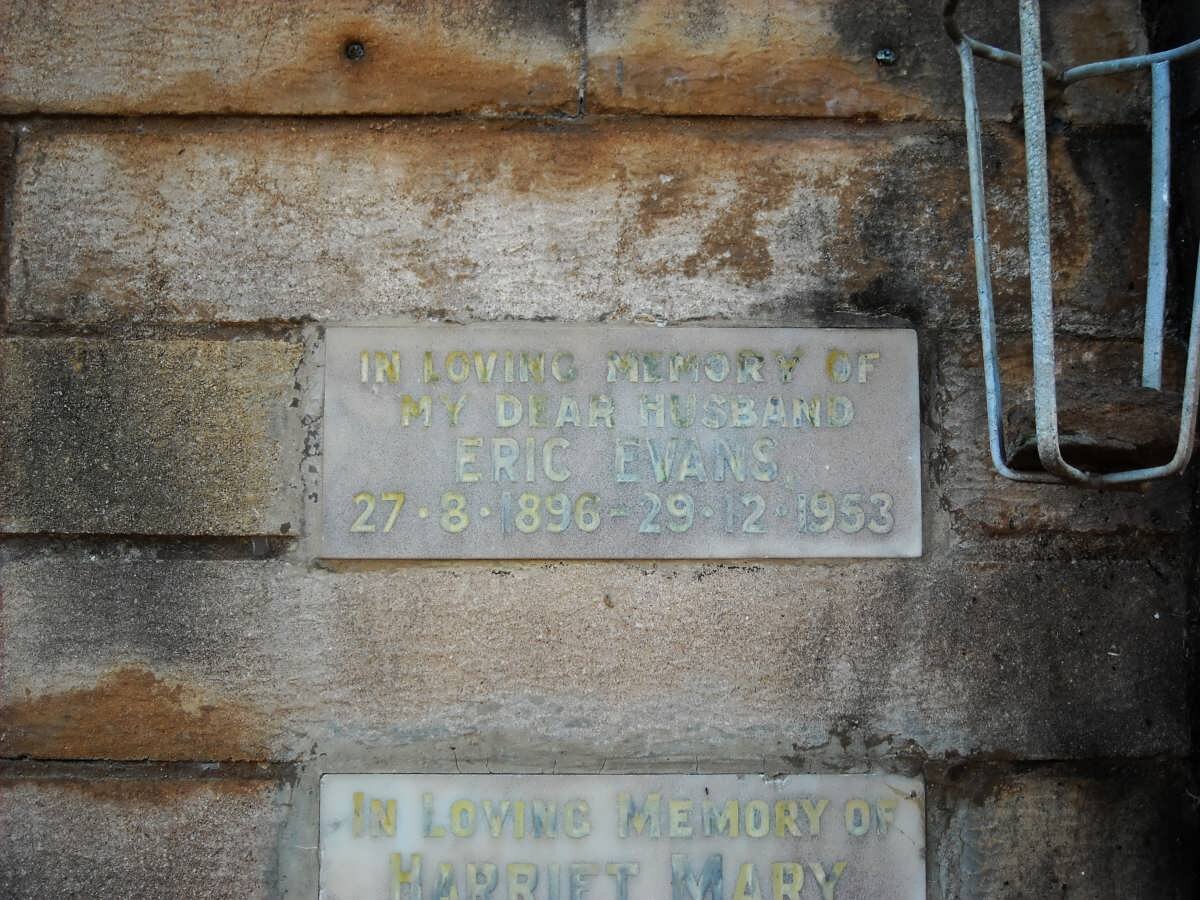 IN LOVING MEMORY OF
MY DEAR HUSBAND
ERIC EVANS.
27·8·1896-29·12·1953
IN LOVING MEMORY OF
HARRIET MARY